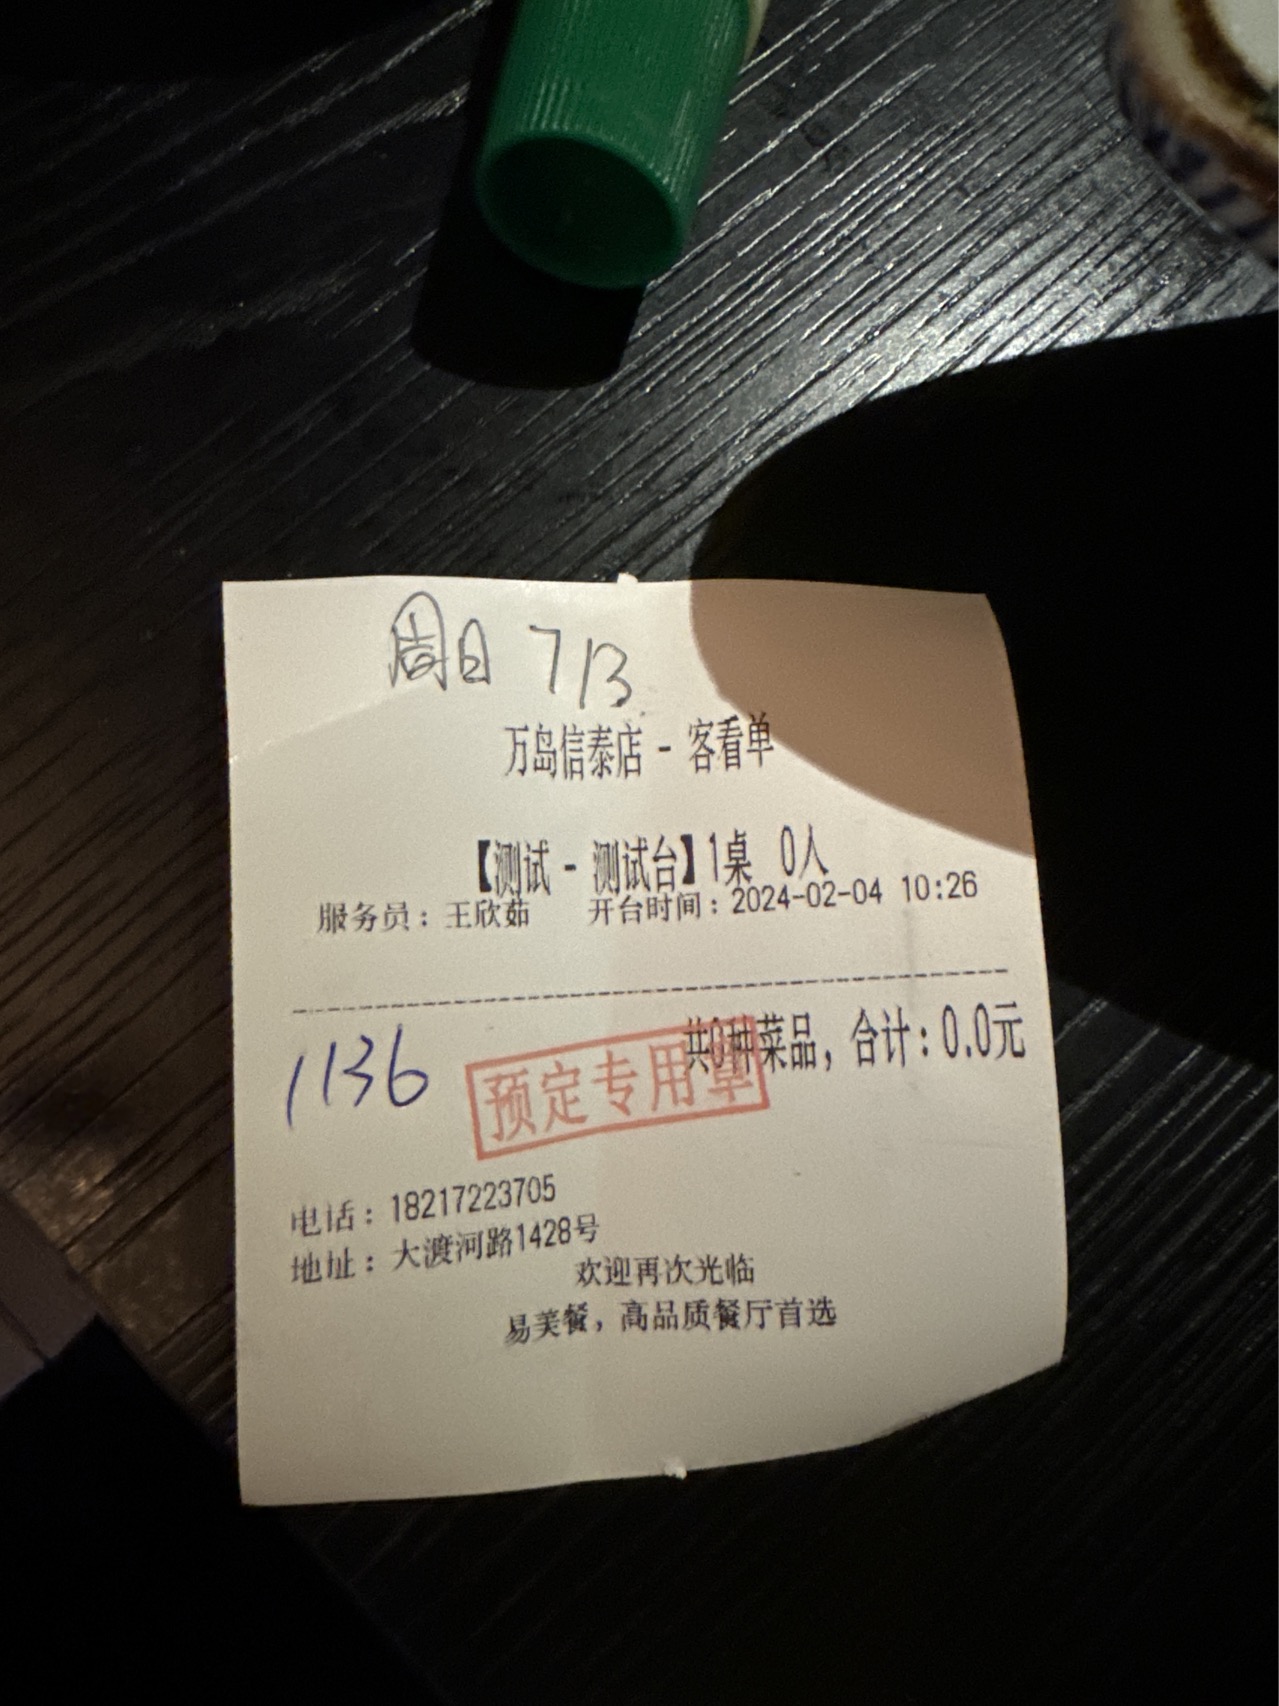 周日 7/3
万岛信泰店 - 客看单
【测试 - 测试台】1桌 0人
服务员：王欣茹 开台时间：2024-02-04 10:26
共0种菜品，合计：0.0元
1136
预定专用章
电话：18217223705
地址：大渡河路1428号
欢迎再次光临
易美餐，高品质餐厅首选